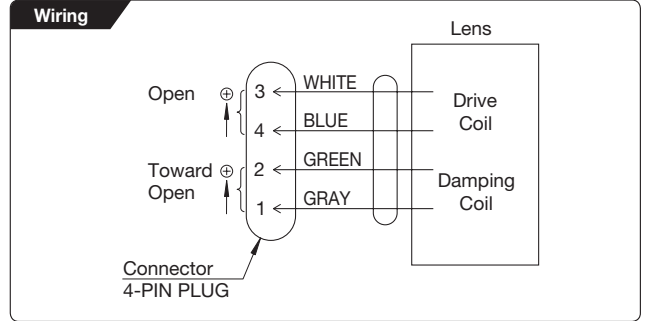 Wiring
Lens
Open ⊕ 3 WHITE Drive
4 BLUE Coil
Toward ⊕ 2 GREEN Damping
Open 1 GRAY Coil
Connector
4-PIN PLUG